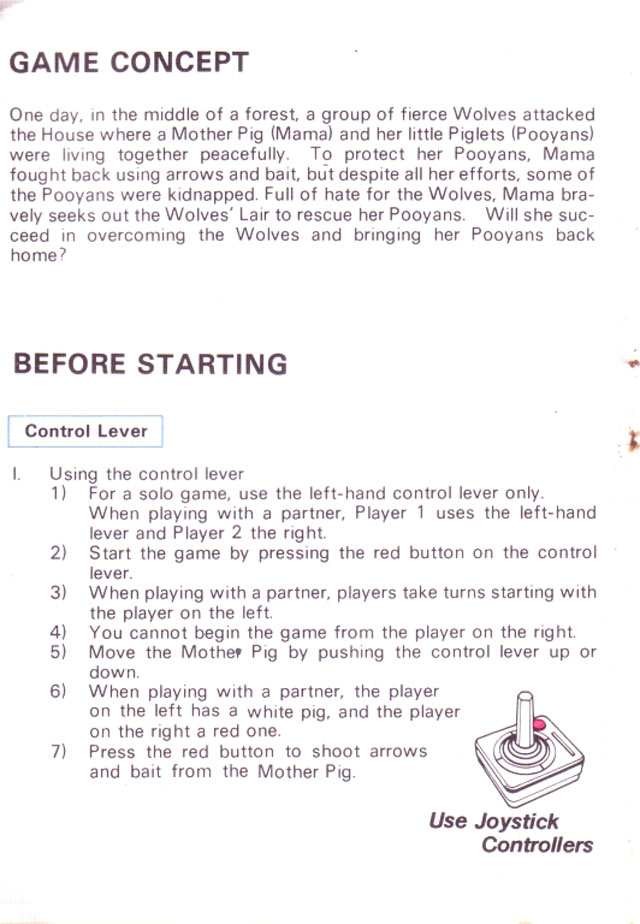 GAME CONCEPT
One day, in the middle of a forest, a group of fierce Wolves attacked
the House where a Mother Pig (Mama) and her little Piglets (Pooyans)
were living together peacefully. To protect her Pooyans, Mama
fought back using arrows and bait, but despite all her efforts, some of
the Pooyans were kidnapped. Full of hate for the Wolves, Mama bra-
vely seeks out the Wolves' Lair to rescue her Pooyans. Will she suc-
ceed in overcoming the Wolves and bringing her Pooyans back
home?
BEFORE STARTING
Control Lever
I. Using the control lever
1) For a solo game, use the left-hand control lever only.
When playing with a partner, Player 1 uses the left-hand
lever and Player 2 the right.
2) Start the game by pressing the red button on the control
lever.
3) When playing with a partner, players take turns starting with
the player on the left.
4) You cannot begin the game from the player on the right.
5) Move the Mother Pig by pushing the control lever up or
down.
6) When playing with a partner, the player
on the left has a white pig, and the player
on the right a red one.
7) Press the red button to shoot arrows
and bait from the Mother Pig.
Use Joystick
Controllers